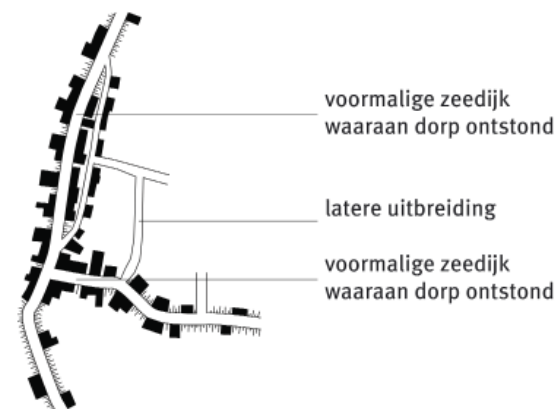 voormalige zeedijk
waaraan dorp ontstond
latere uitbreiding
voormalige zeedijk
waaraan dorp ontstond